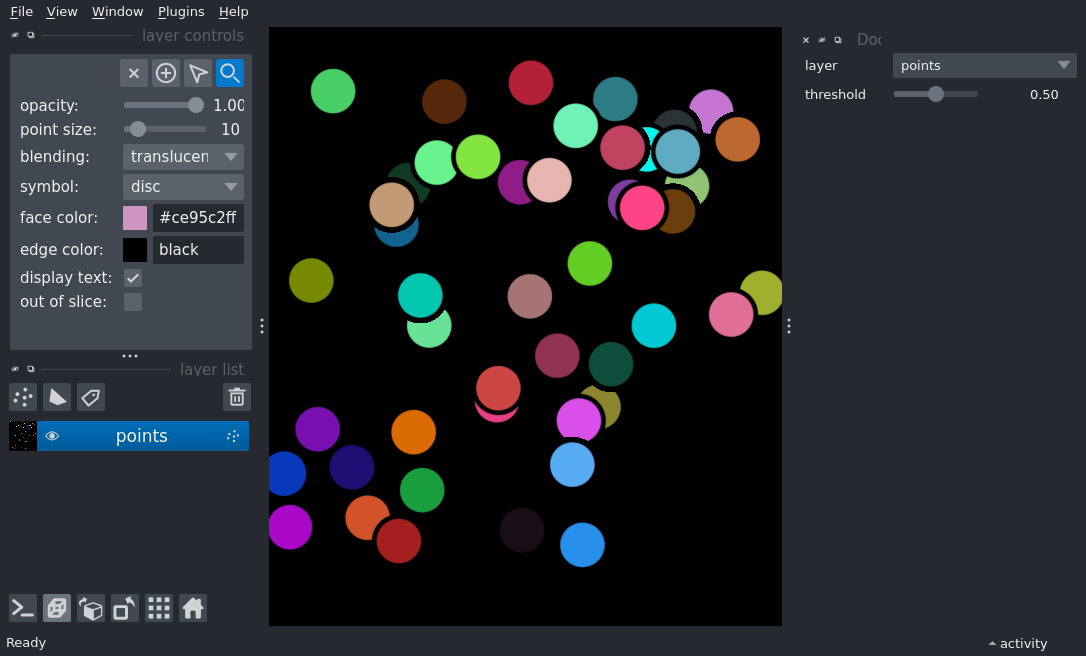 File View Window Plugins Help
layer controls
opacity: 1.00
point size: 10
blending: translucen
symbol: disc
face color: #ce95c2ff
edge color: black
display text:
out of slice:
layer list
points
Ready
Doc
layer points
threshold 0.50
activity